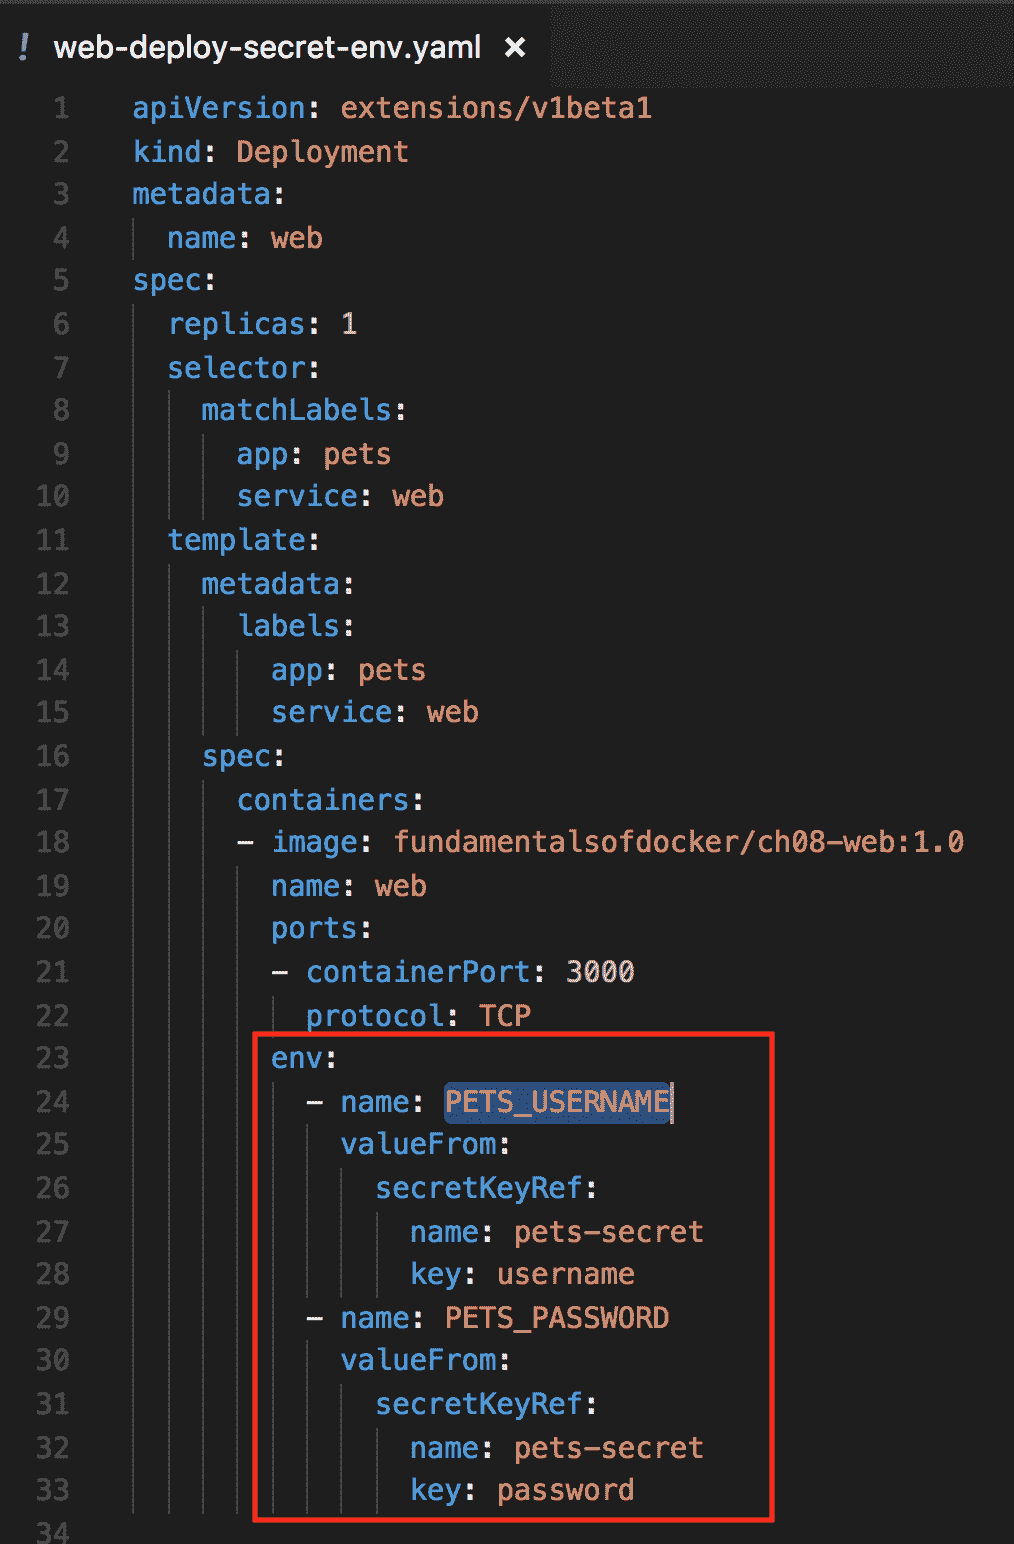 ! web-deploy-secret-env.yaml ×
1 apiVersion: extensions/v1beta1
2 kind: Deployment
3 metadata:
4   name: web
5 spec:
6   replicas: 1
7   selector:
8     matchLabels:
9       app: pets
10       service: web
11   template:
12     metadata:
13       labels:
14         app: pets
15         service: web
16     spec:
17       containers:
18       - image: fundamentalsofdocker/ch08-web:1.0
19         name: web
20         ports:
21         - containerPort: 3000
22           protocol: TCP
23         env:
24           - name: PETS_USERNAME
25             valueFrom:
26               secretKeyRef:
27                 name: pets-secret
28                 key: username
29           - name: PETS_PASSWORD
30             valueFrom:
31               secretKeyRef:
32                 name: pets-secret
33                 key: password
34